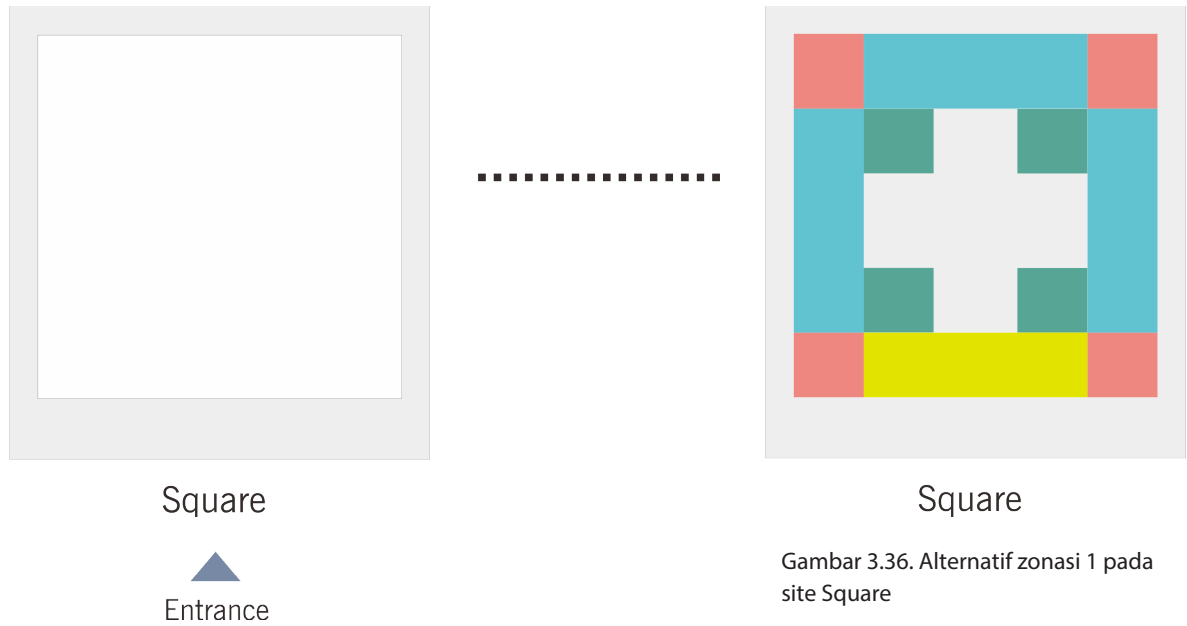 Square
Entrance
Square
Gambar 3.36. Alternatif zonasi 1 pada
site Square